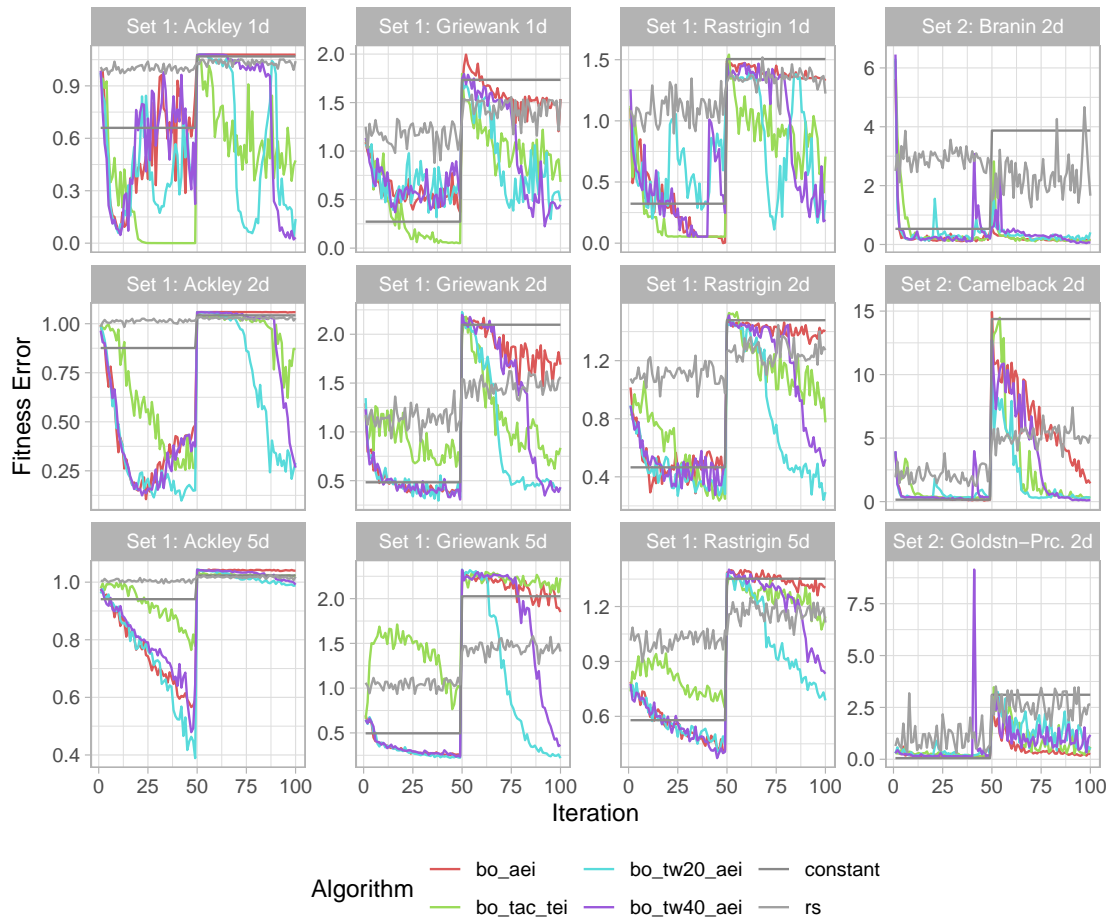 Set 1: Ackley 1d
Set 1: Griewank 1d
Set 1: Rastrigin 1d
Set 2: Branin 2d
0.9
0.6
0.3
0.0
2.0
1.5
1.0
0.5
0.0
1.5
1.0
0.5
0.0
6
4
2
0
Set 1: Ackley 2d
Set 1: Griewank 2d
Set 1: Rastrigin 2d
Set 2: Camelback 2d
1.00
0.75
0.50
0.25
2.0
1.5
1.0
0.5
1.2
0.8
0.4
15
10
5
0
Fitness Error
Set 1: Ackley 5d
Set 1: Griewank 5d
Set 1: Rastrigin 5d
Set 2: Goldstn−Prc. 2d
1.0
0.8
0.6
0.4
2.0
1.5
1.0
0.5
1.5
1.2
0.9
0.6
7.5
5.0
2.5
0.0
0 25 50 75 100
0 25 50 75 100
0 25 50 75 100
0 25 50 75 100
Iteration
Algorithm
bo_aei
bo_tw20_aei
constant
bo_tac_tei
bo_tw40_aei
rs